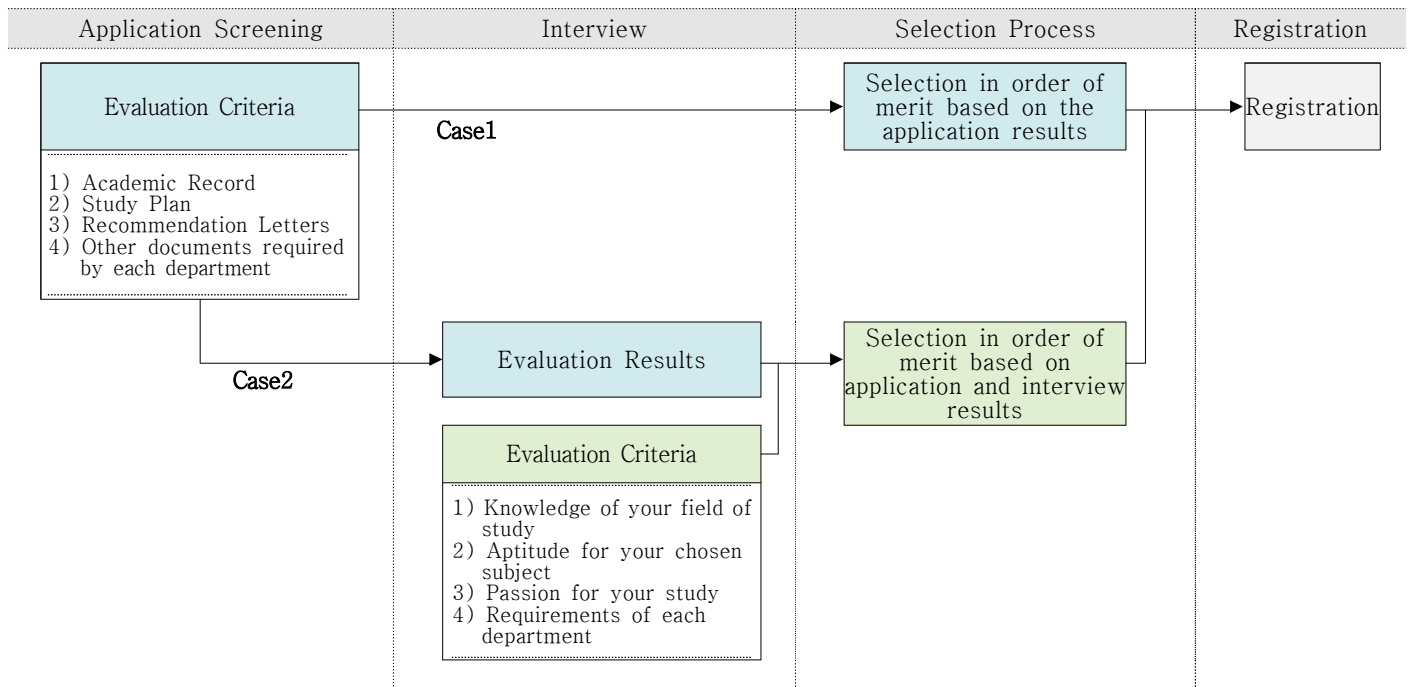 Application Screening
Interview
Selection Process
Registration
Evaluation Criteria
1) Academic Record
2) Study Plan
3) Recommendation Letters
4) Other documents required
by each department
Case1
Selection in order of
merit based on the
application results
Registration
Case2
Evaluation Results
Selection in order of
merit based on
application and interview
results
Evaluation Criteria
1) Knowledge of your field of
study
2) Aptitude for your chosen
subject
3) Passion for your study
4) Requirements of each
department